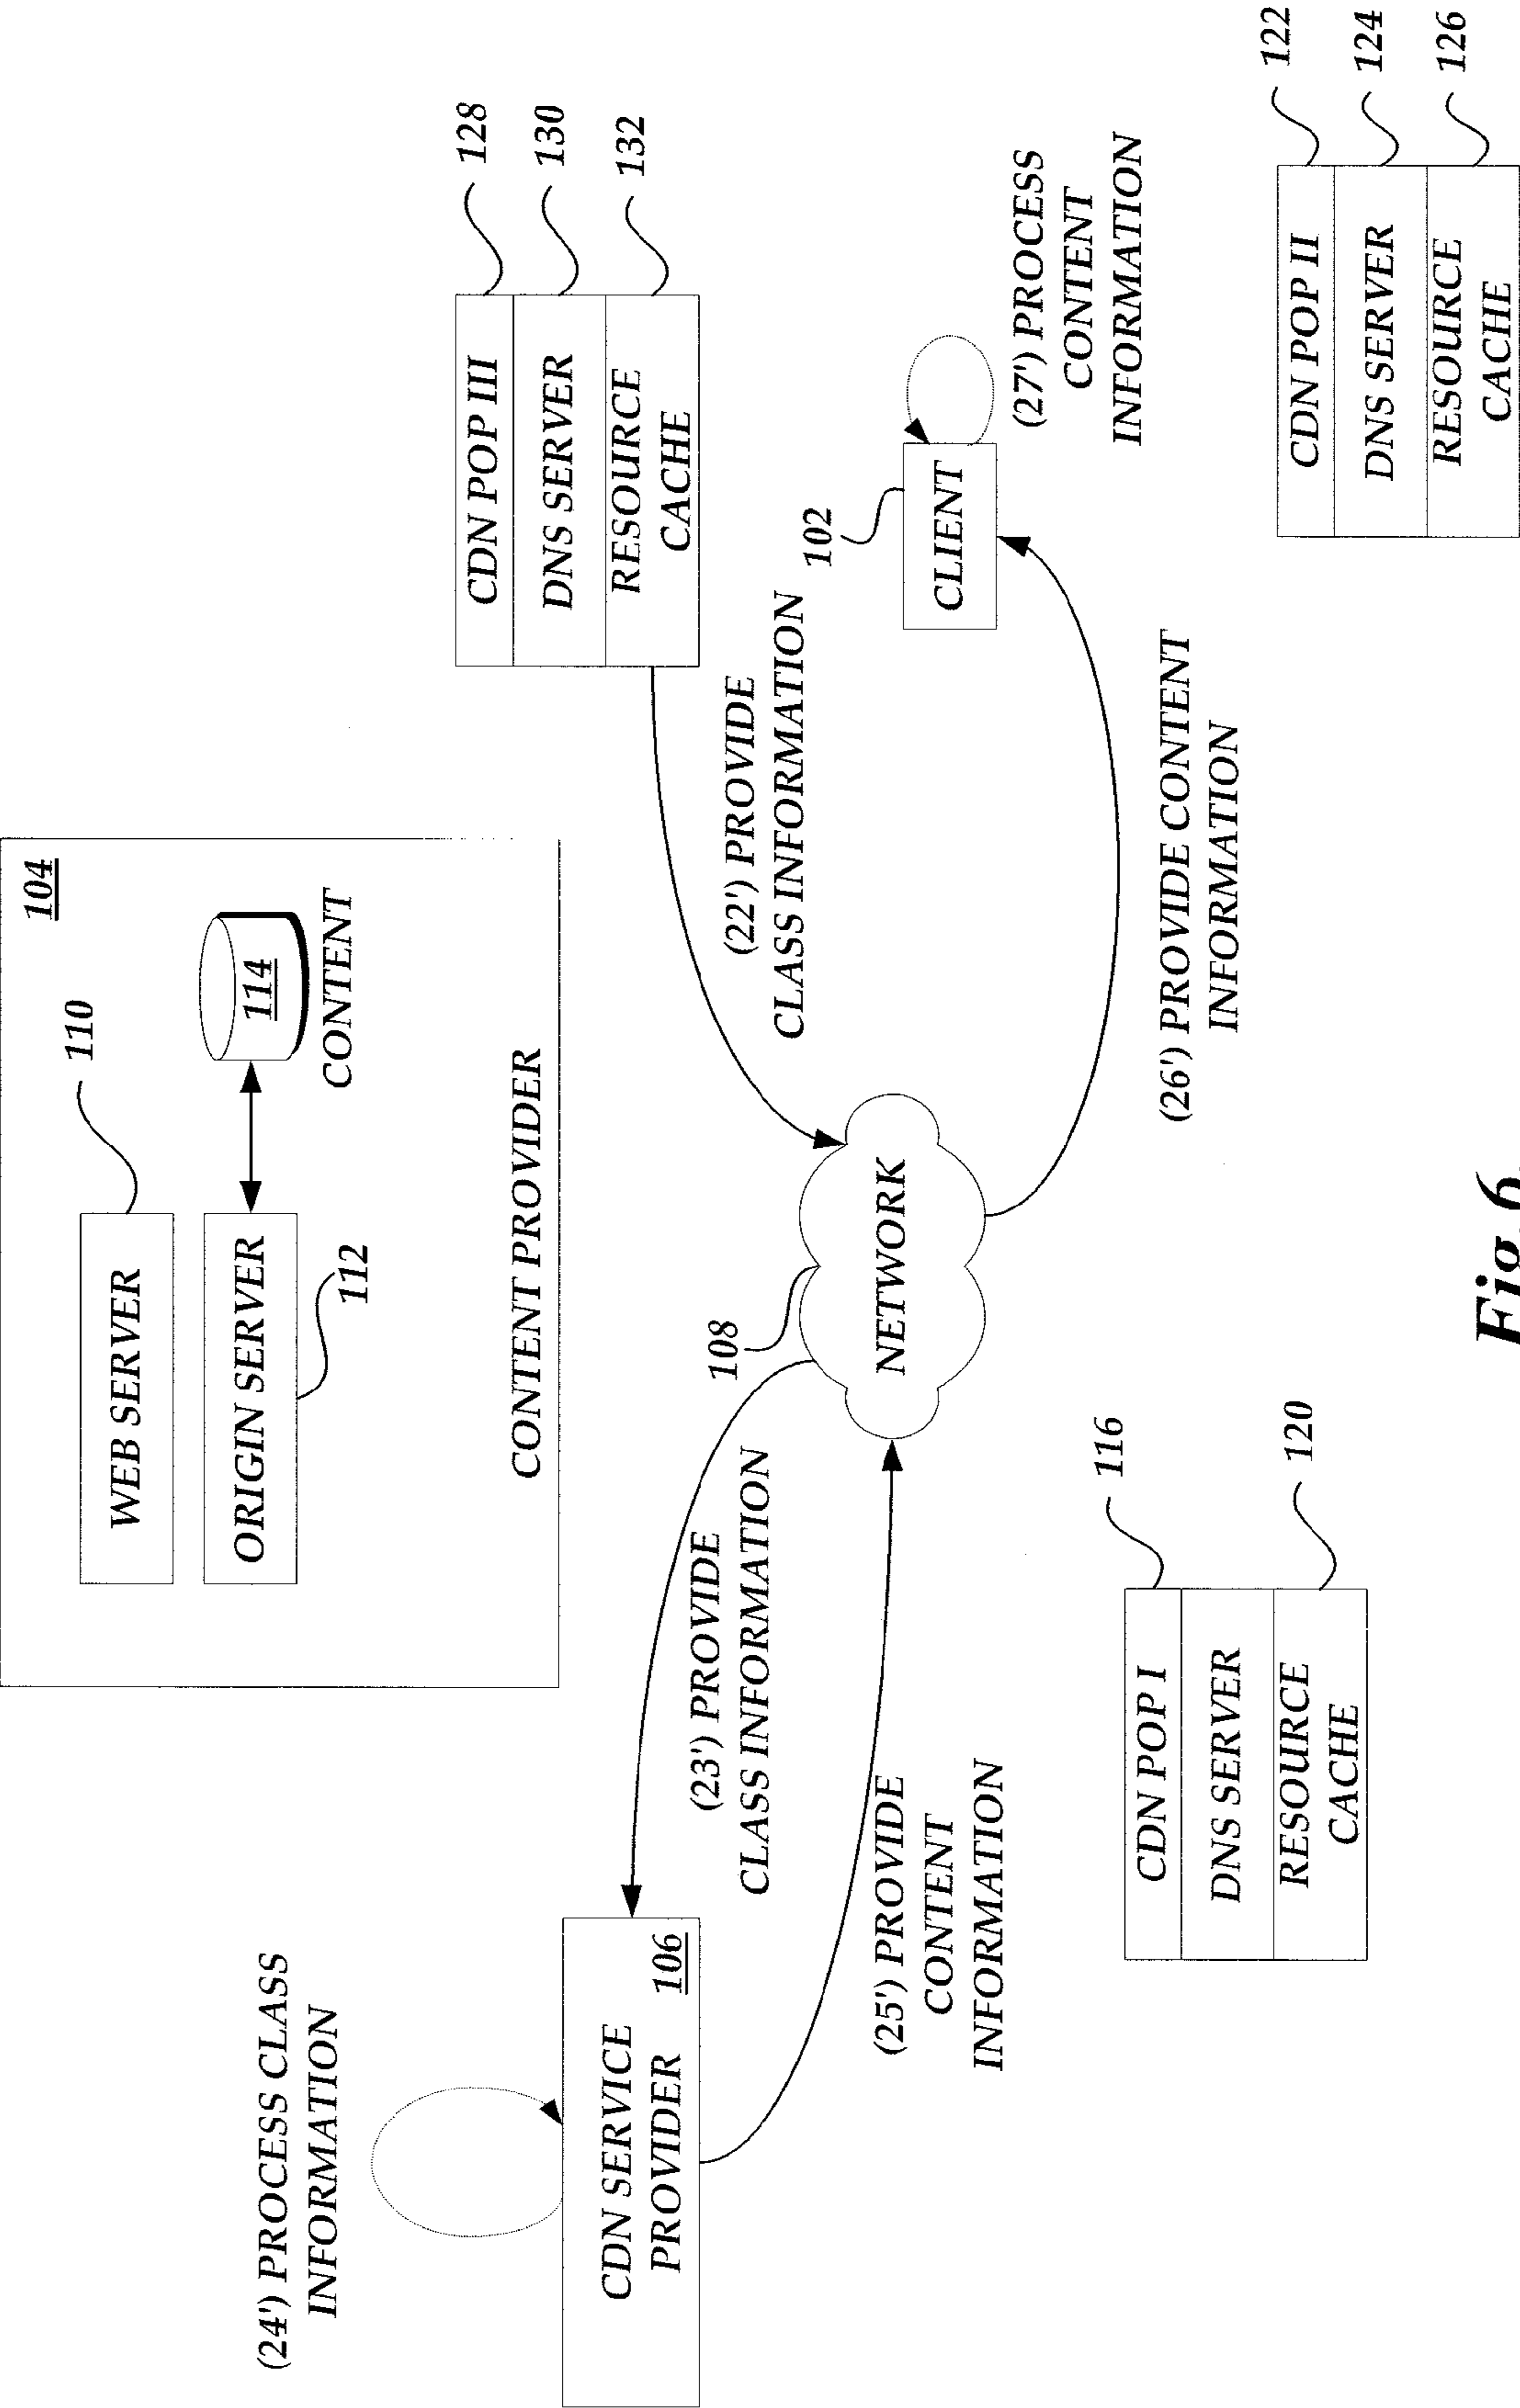 104
WEB SERVER
110
ORIGIN SERVER
112
114
CONTENT
CONTENT PROVIDER
(24') PROCESS CLASS
INFORMATION
CDN SERVICE
PROVIDER
106
(23') PROVIDE
CLASS INFORMATION
(25') PROVIDE
CONTENT
INFORMATION
108
NETWORK
(22') PROVIDE
CLASS INFORMATION
CDN POP III
128
DNS SERVER
130
RESOURCE
CACHE
132
102
CLIENT
(27') PROCESS
CONTENT
INFORMATION
(26') PROVIDE CONTENT
INFORMATION
CDN POP I
116
DNS SERVER
RESOURCE
CACHE
120
CDN POP II
122
DNS SERVER
124
RESOURCE
CACHE
126
Fig.6.